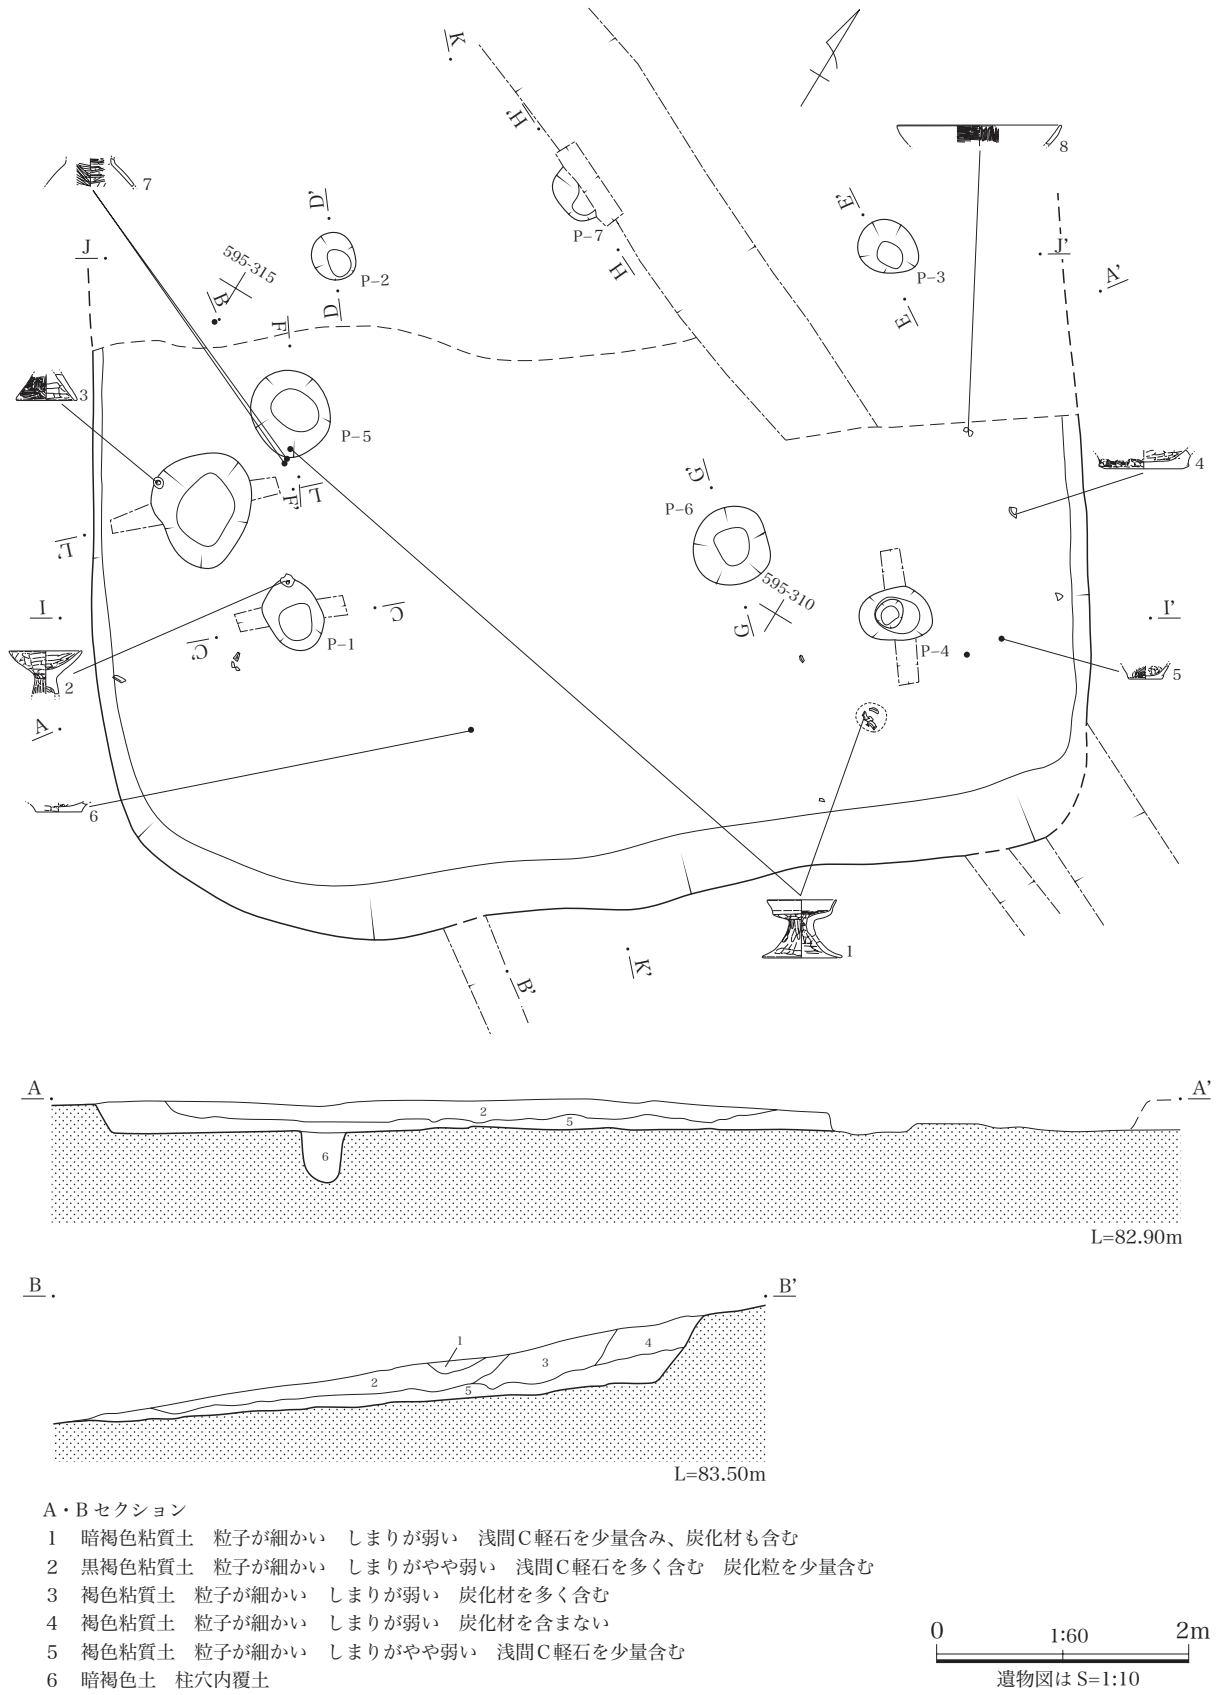 K
H'
8
7
D'
E'
P-7
J
J'
595-315
P-2
H
P-3
A'
B
D
F
E
3
P-5
G'
4
L
F'
P-6
L'
595-310
I
C
I'
G
C'
P-1
P-4
5
2
A
6
1
K'
B'
A
A'
2
5
6
L=82.90m
B
B'
1
4
3
2
5
L=83.50m
A・B セクション
1 暗褐色粘質土 粒子が細かい しまりが弱い 浅間C軽石を少量含み、炭化材も含む
2 黒褐色粘質土 粒子が細かい しまりがやや弱い 浅間C軽石を多く含む 炭化粒を少量含む
3 褐色粘質土 粒子が細かい しまりが弱い 炭化材を多く含む
4 褐色粘質土 粒子が細かい しまりが弱い 炭化材を含まない
5 褐色粘質土 粒子が細かい しまりがやや弱い 浅間C軽石を少量含む
6 暗褐色土 柱穴内覆土
0 1:60 2m
遺物図は S=1:10